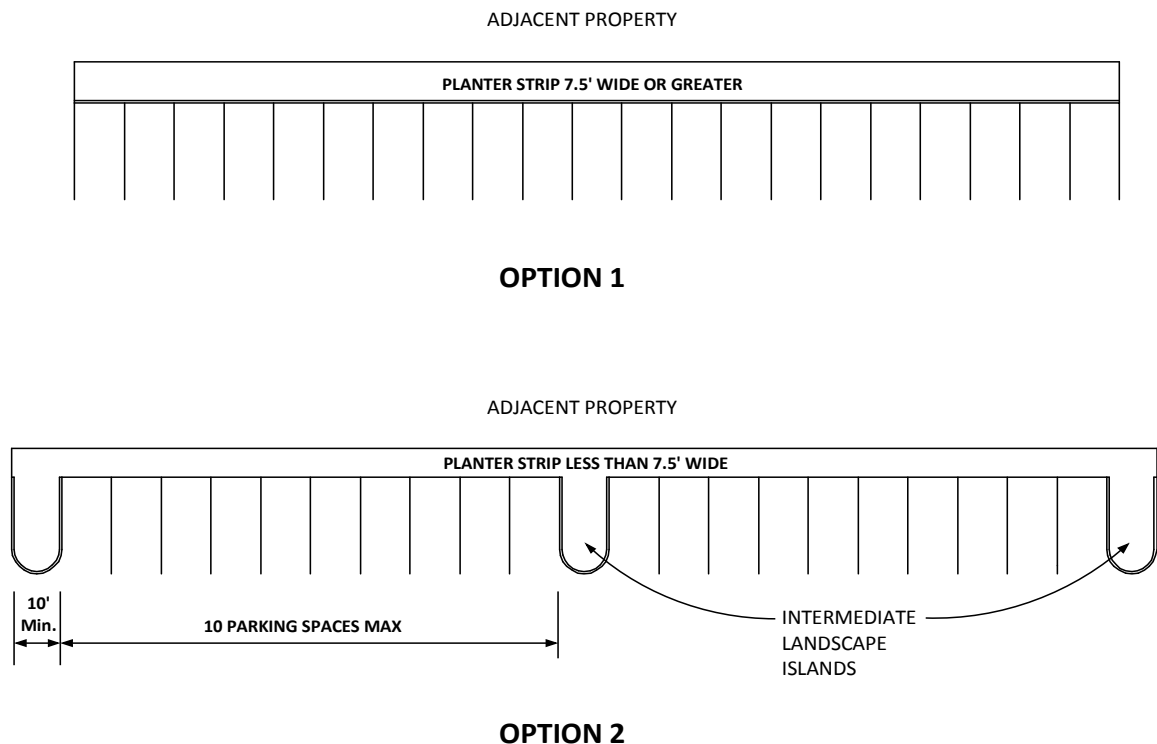 ADJACENT PROPERTY
PLANTER STRIP 7.5' WIDE OR GREATER
OPTION 1
ADJACENT PROPERTY
PLANTER STRIP LESS THAN 7.5' WIDE
10'
Min.
10 PARKING SPACES MAX
INTERMEDIATE
LANDSCAPE
ISLANDS
OPTION 2